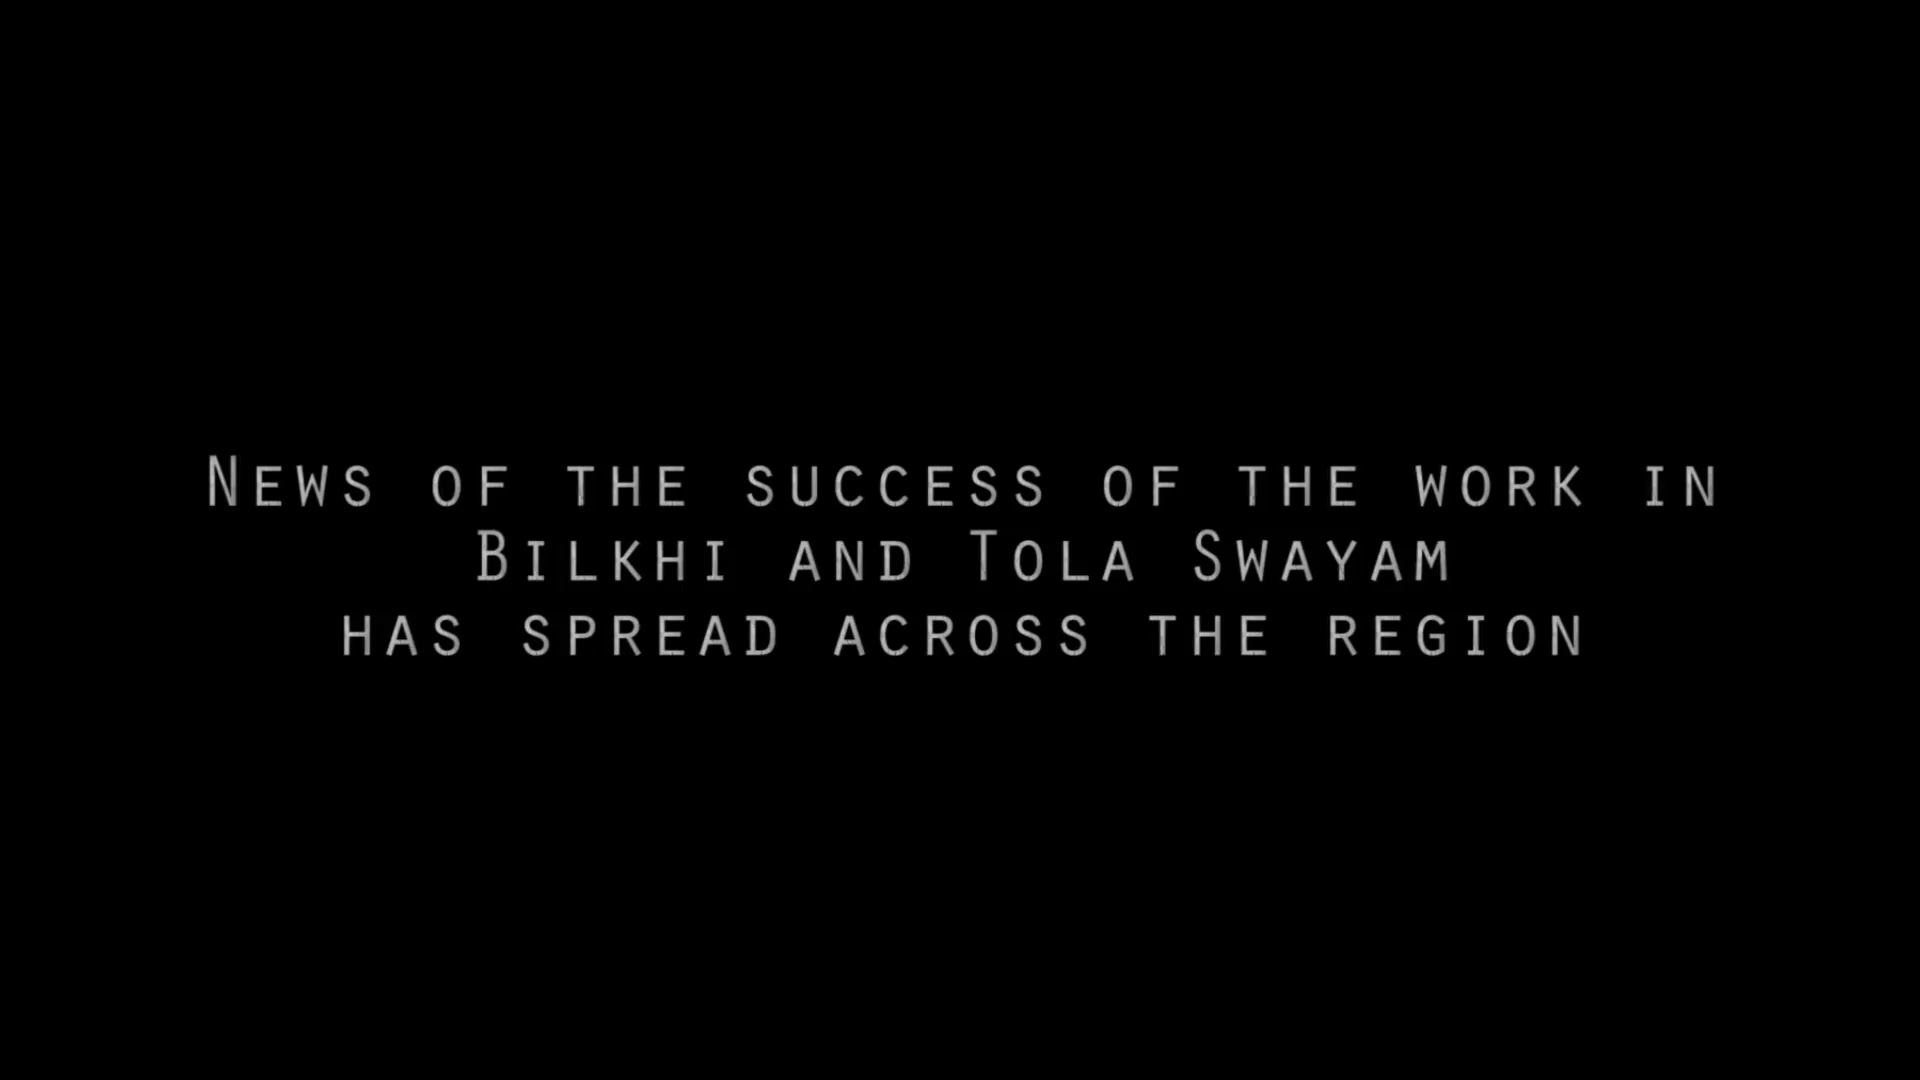 News of the success of the work in
Bilkhi and Tola Swayam
has spread across the region